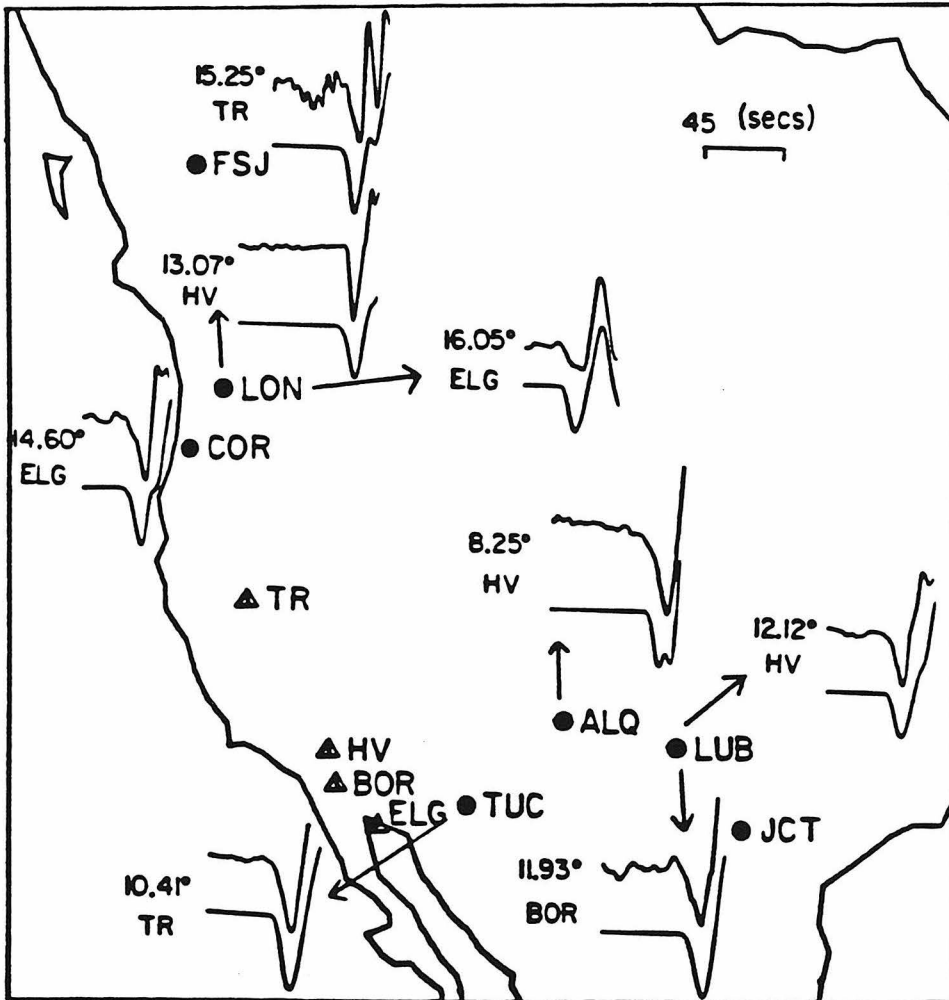 15.25°
TR
45 (secs)
FSJ
13.07°
HV
16.05°
ELG
LON
14.60°
ELG
COR
8.25°
HV
TR
12.12°
HV
ALQ
LUB
HV
BOR
ELG
TUC
JCT
10.41°
TR
11.93°
BOR